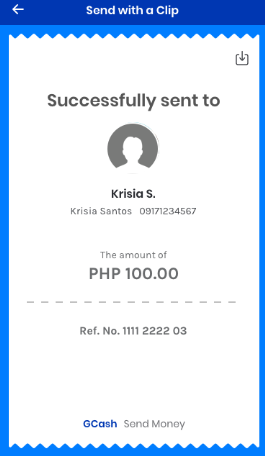 Send with a Clip
Successfully sent to
Krisia S.
Krisia Santos 09171234567
The amount of
PHP 100.00
Ref. No. 1111 2222 03
GCash Send Money